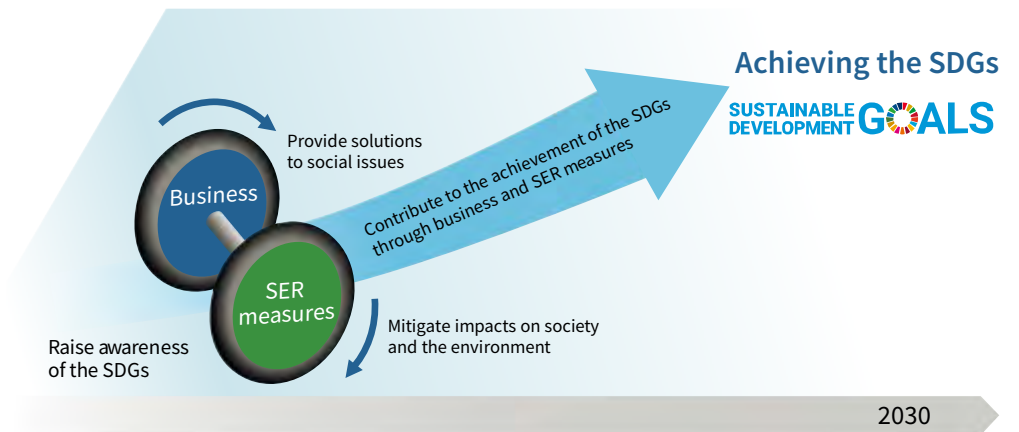 Achieving the SDGs
SUSTAINABLE
DEVELOPMENT
GOALS
Provide solutions
to social issues
Business
Contribute to the achievement of the SDGs
through business and SER measures
SER
measures
Mitigate impacts on society
and the environment
Raise awareness
of the SDGs
2030